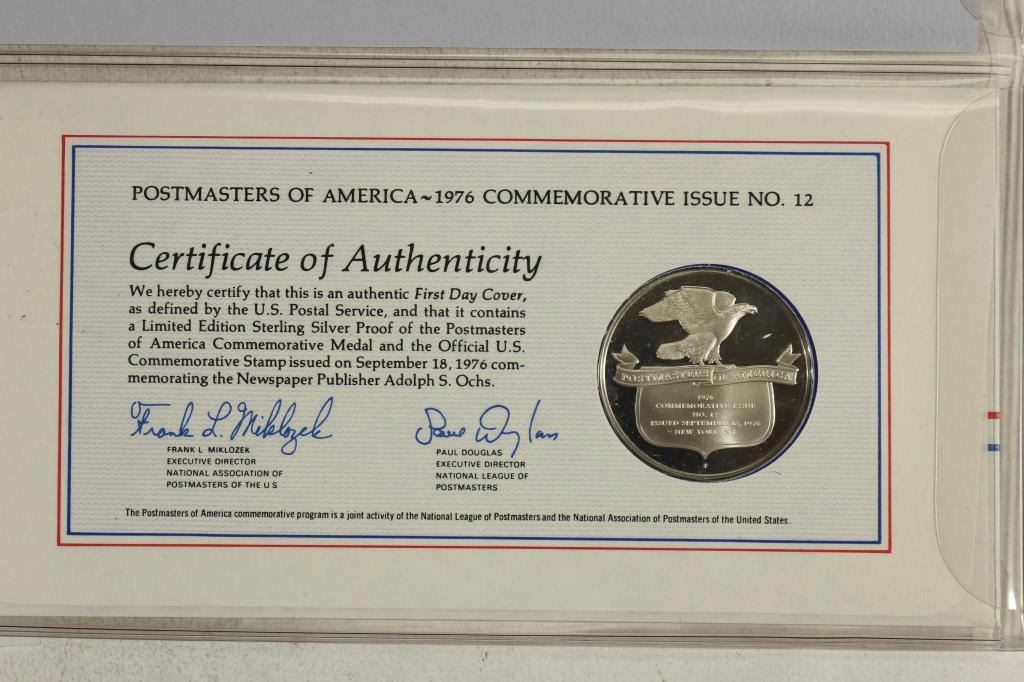 POSTMASTERS OF AMERICA~1976 COMMEMORATIVE ISSUE NO. 12
Certificate of Authenticity
We hereby certify that this is an authentic First Day Cover,
as defined by the U.S. Postal Service, and that it contains
a Limited Edition Sterling Silver Proof of the Postmasters
of America Commemorative Medal and the Official U.S.
Commemorative Stamp issued on September 18, 1976 com-
memorating the Newspaper Publisher Adolph S. Ochs.
Frank L. Miklozek
FRANK L MIKLOZEK
EXECUTIVE DIRECTOR
NATIONAL ASSOCIATION OF
POSTMASTERS OF THE U S
Paul Douglas
PAUL DOUGLAS
EXECUTIVE DIRECTOR
NATIONAL LEAGUE OF
POSTMASTERS
POSTMASTERS OF AMERICA
1976
COMMEMORATIVE ISSUE
NO. 12
ISSUED SEPTEMBER 18, 1976
NEW YORK NY
The Postmasters of America commemorative program is a joint activity of the National League of Postmasters and the National Association of Postmasters of the United States.